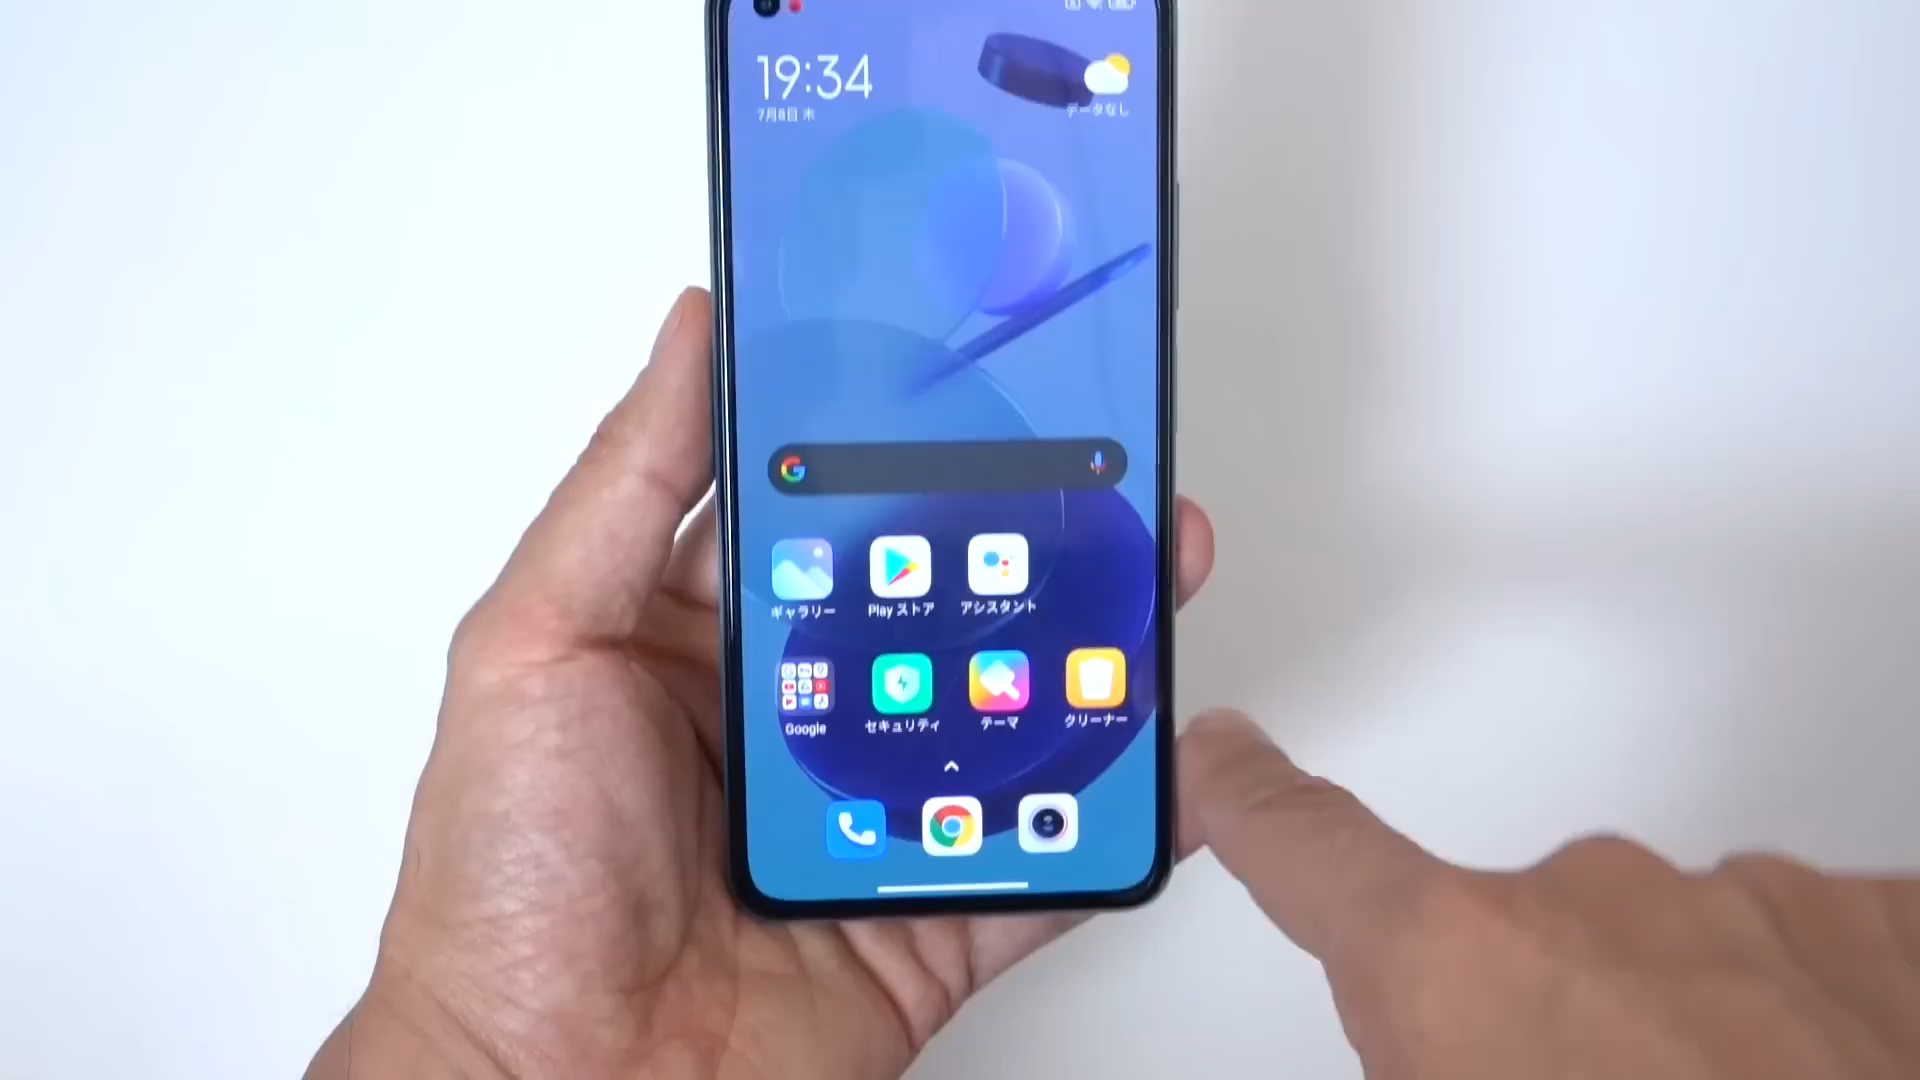 19:34
7月8日 木
データなし
ギャラリー
Play ストア
アシスタント
Google
セキュリティ
テーマ
クリーナー